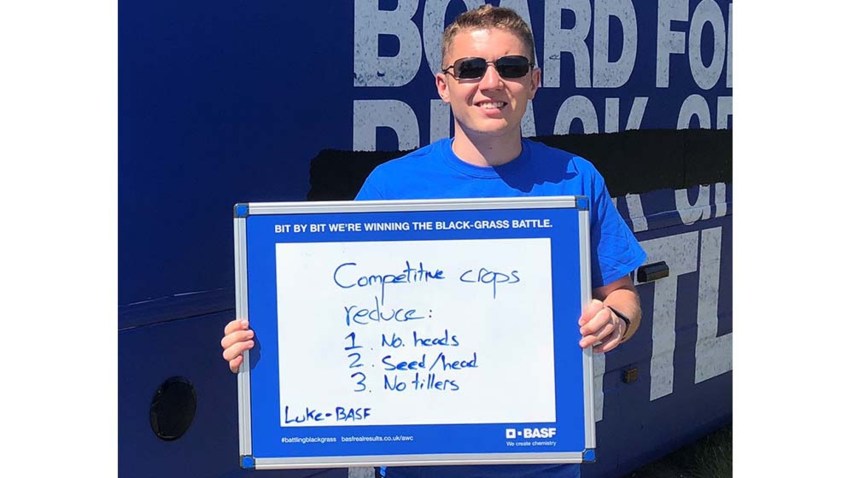 BOARD FO
BLACK-G
BIT BY BIT WE'RE WINNING THE BLACK-GRASS BATTLE.
Competitive crops
reduce:
1. No. heads
2. Seed/head
3. No tillers
Luke-BASF
#battlingblackgrass basfrealresults.co.uk/awc
BASF
We create chemistry